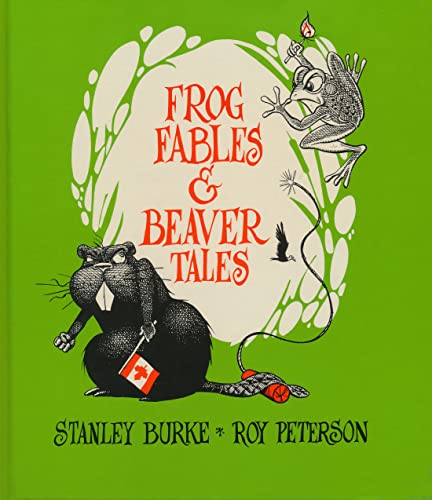 FROG
FABLES
&
BEAVER
TALES
STANLEY BURKE * ROY PETERSON